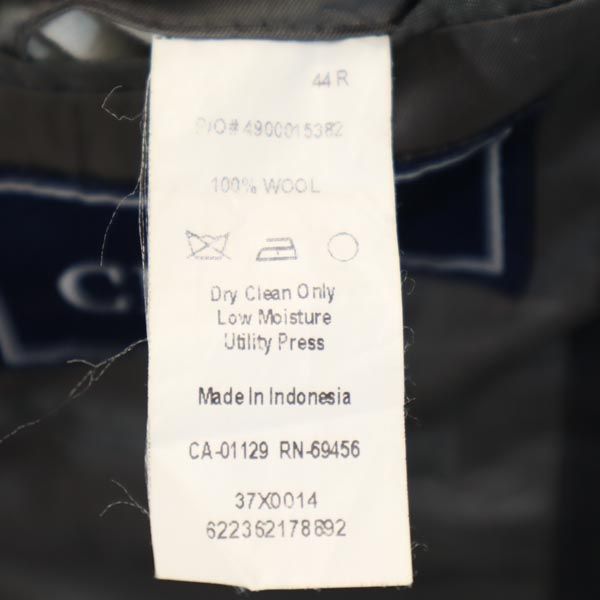 44 R
P/O# 4900015382
100% WOOL
Dry Clean Only
Low Moisture
Utility Press
Made In Indonesia
CA-01129 RN-69456
37X0014
622362178892